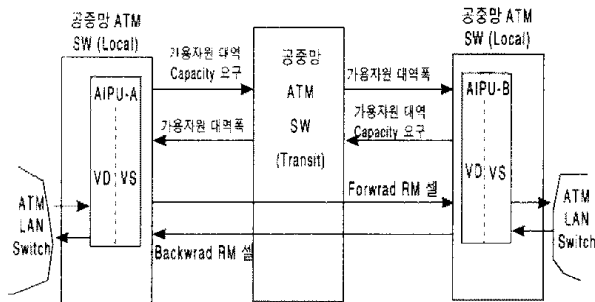 공중망 ATM
SW (Local)
공중망 ATM
SW (Local)
가용자원 대역
Capacity 요구
공중망
ATM
SW
(Transit)
가용자원 대역폭
AIPU-A
AIPU-B
가용자원 대역폭
가용자원 대역
Capacity 요구
VD
VS
VD
VS
Forwrad RM 셀
ATM
LAN
Switch
ATM
LAN
Switch
Backwrad RM 셀